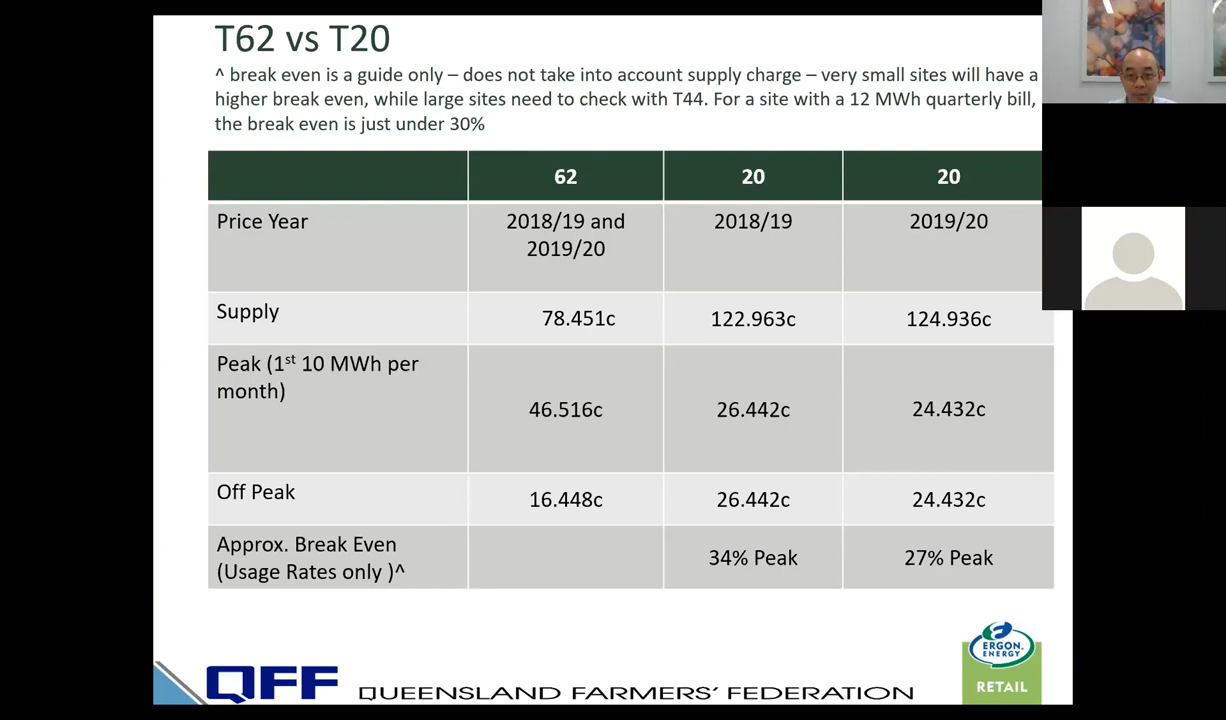 T62 vs T20
^ break even is a guide only – does not take into account supply charge – very small sites will have a
higher break even, while large sites need to check with T44. For a site with a 12 MWh quarterly bill,
the break even is just under 30%
62 20 20
Price Year 2018/19 and 2018/19 2019/20
2019/20
Supply 78.451c 122.963c 124.936c
Peak (1st 10 MWh per
month)
46.516c 26.442c 24.432c
Off Peak 16.448c 26.442c 24.432c
Approx. Break Even
(Usage Rates only )^
34% Peak 27% Peak
QFF QUEENSLAND FARMERS' FEDERATION
ERGON.
ENERGY
RETAIL